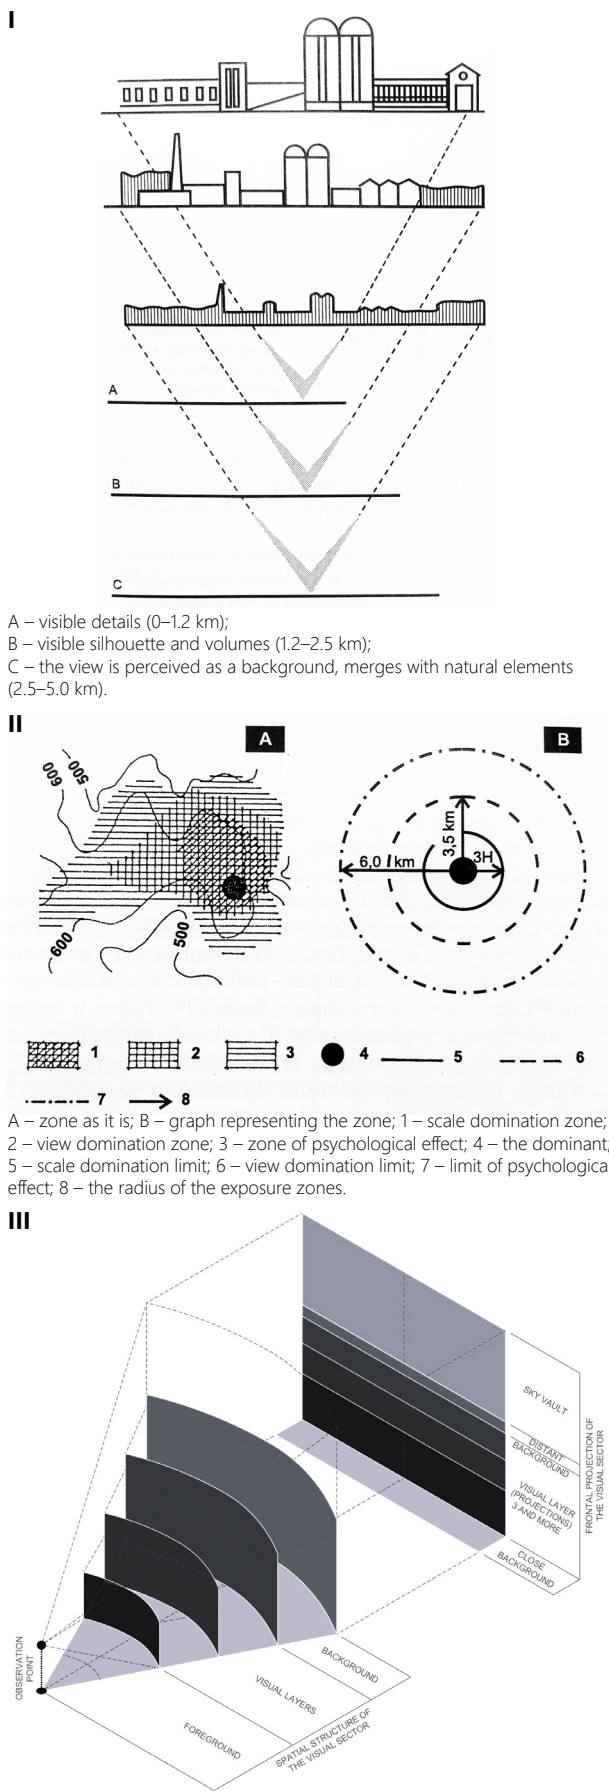 I
A
B
C
A – visible details (0–1.2 km);
B – visible silhouette and volumes (1.2–2.5 km);
C – the view is perceived as a background, merges with natural elements
(2.5–5.0 km).
II
A
B
600
500
600
500
3,5 km
6,0 l km
3H
1
2
3
4
5
6
7
8
A – zone as it is; B – graph representing the zone; 1 – scale domination zone;
2 – view domination zone; 3 – zone of psychological effect; 4 – the dominant;
5 – scale domination limit; 6 – view domination limit; 7 – limit of psychological
effect; 8 – the radius of the exposure zones.
III
SKY VAULT
DISTANT
BACKGROUND
VISUAL LAYER
(PROJECTIONS)
3 AND MORE
CLOSE
BACKGROUND
FRONTAL PROJECTION OF
THE VISUAL SECTOR
OBSERVATION
POINT
BACKGROUND
VISUAL LAYERS
FOREGROUND
SPATIAL STRUCTURE OF
THE VISUAL SECTOR